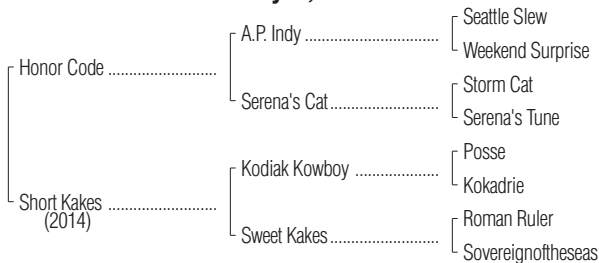 Seattle Slew
A.P. Indy ..............................
Weekend Surprise
Honor Code ........................
Storm Cat
Serena's Cat........................
Serena's Tune
Posse
Kodiak Kowboy ..................
Kokadrie
Short Kakes ........................
(2014)
Roman Ruler
Sweet Kakes........................
Sovereignoftheseas